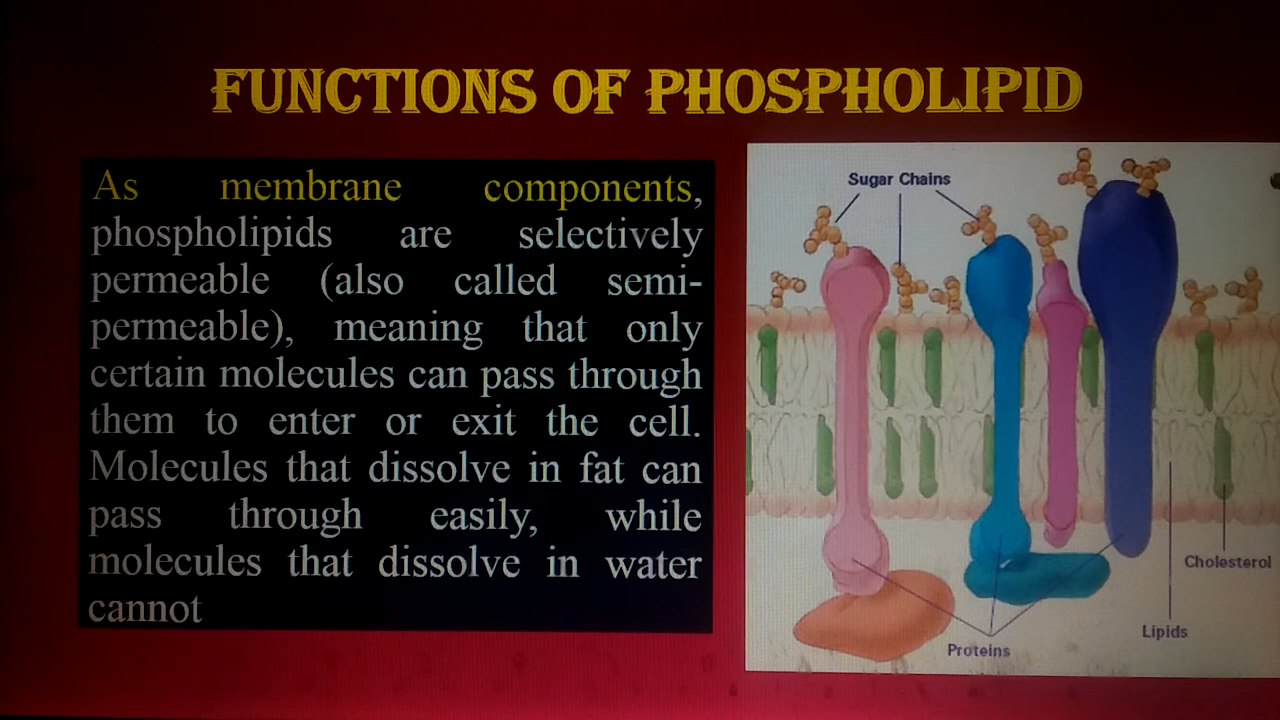 FUNCTIONS OF PHOSPHOLIPID
As membrane components,
phospholipids are selectively
permeable (also called semi-
permeable), meaning that only
certain molecules can pass through
them to enter or exit the cell.
Molecules that dissolve in fat can
pass through easily, while
molecules that dissolve in water
cannot
Sugar Chains
Cholesterol
Lipids
Proteins